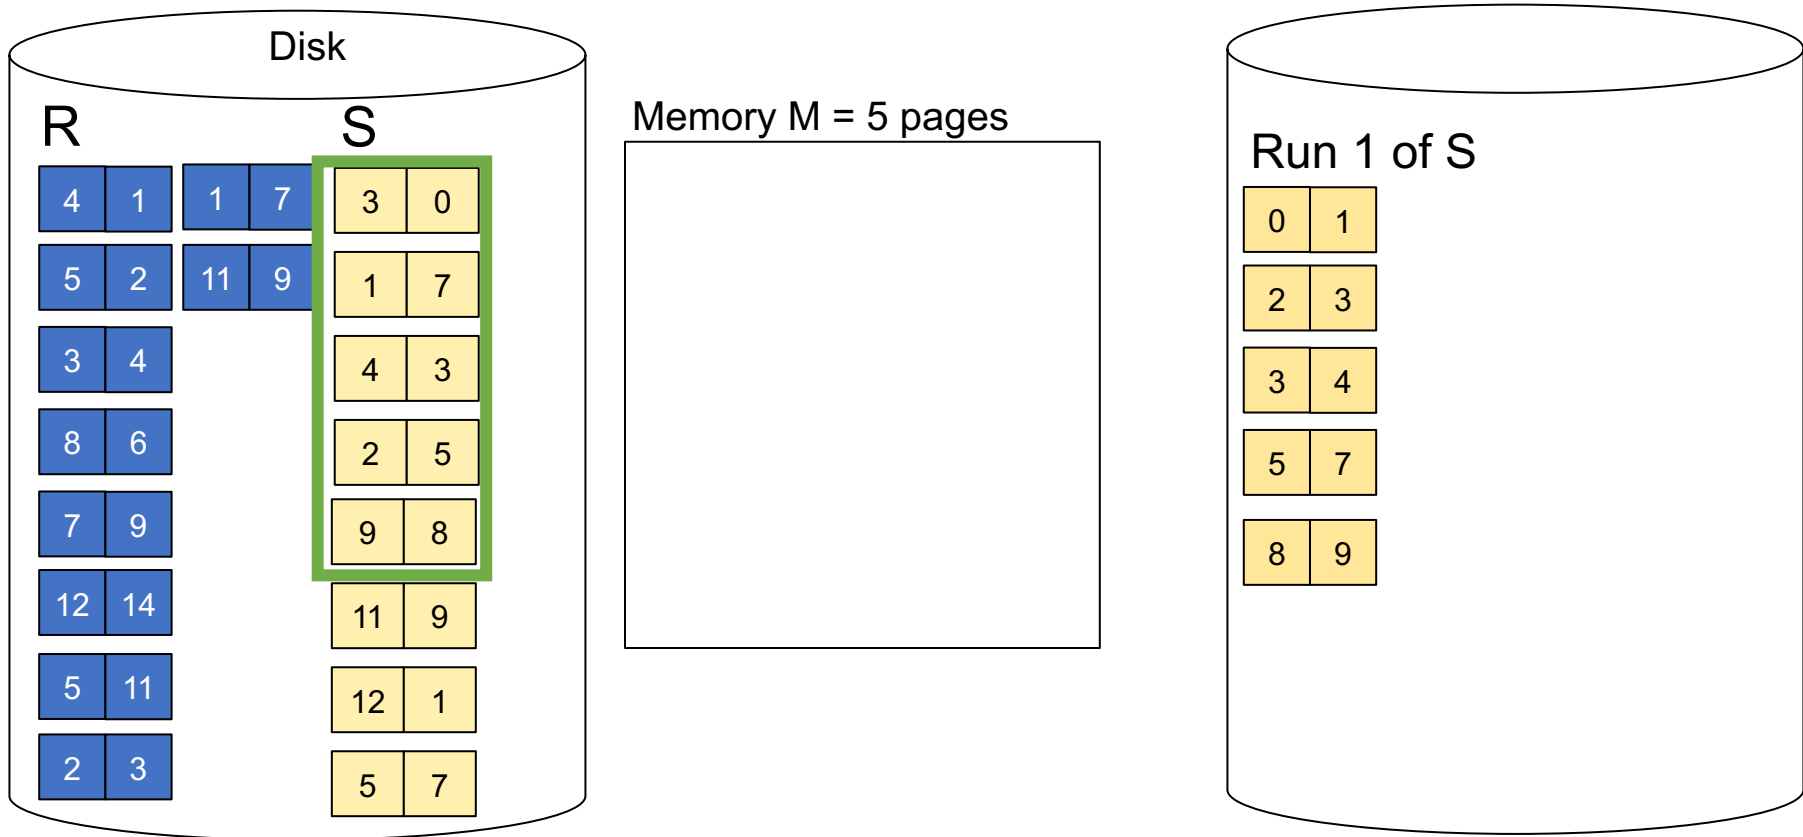 Disk
R S
Memory M = 5 pages
Run 1 of S
4 1 1 7 3 0
5 2 11 9 1 7
3 4 4 3
8 6 2 5
7 9 9 8
12 14 11 9
5 11 12 1
2 3 5 7
0 1
2 3
3 4
5 7
8 9